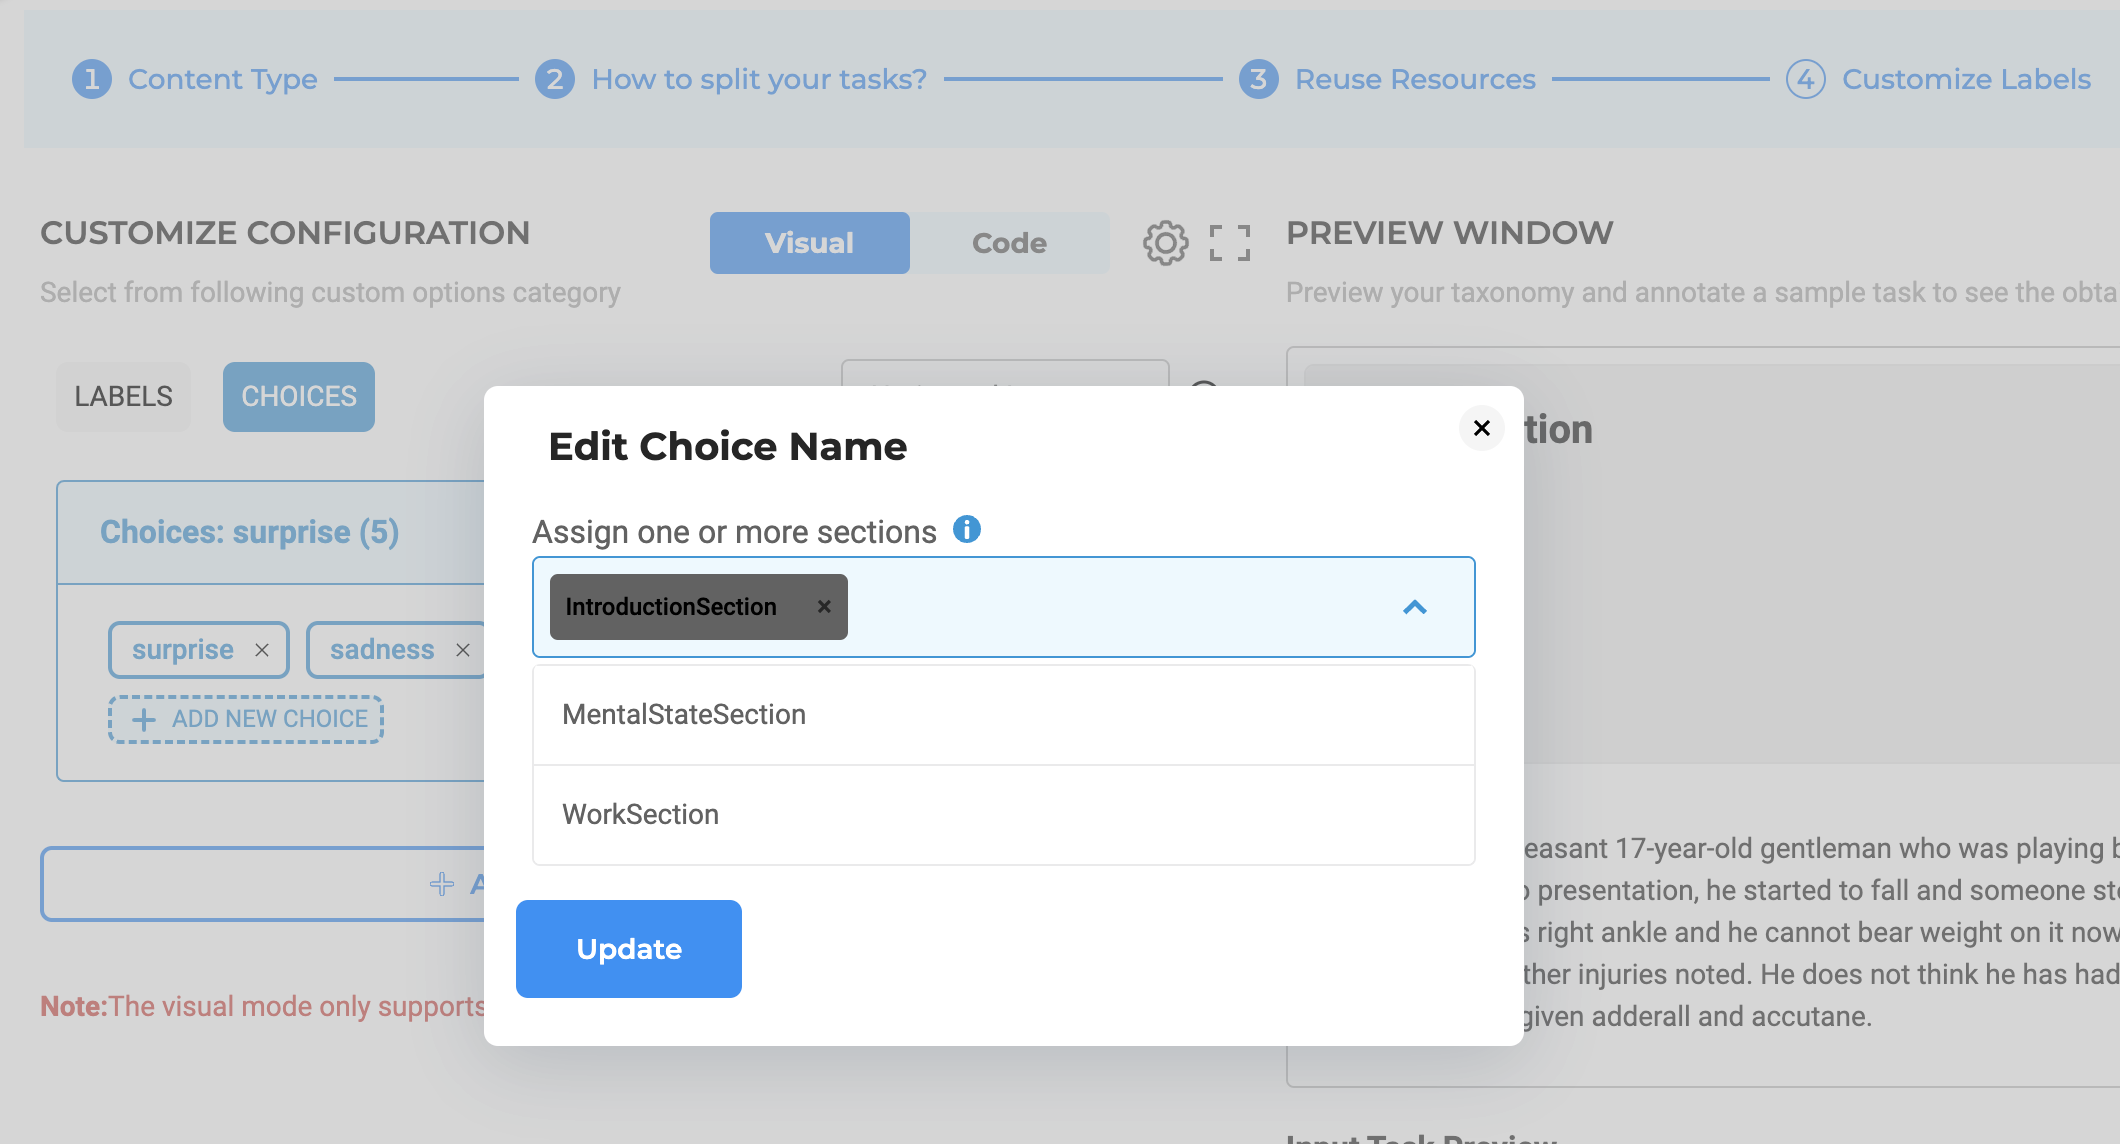 1 Content Type
2 How to split your tasks?
3 Reuse Resources
4 Customize Labels
CUSTOMIZE CONFIGURATION
Select from following custom options category
Visual
Code
PREVIEW WINDOW
Preview your taxonomy and annotate a sample task to see the obta
LABELS
CHOICES
Choices: surprise (5)
surprise ×
sadness ×
+ ADD NEW CHOICE
Note:The visual mode only supports
Edit Choice Name
×
Assign one or more sections i
IntroductionSection ×
MentalStateSection
WorkSection
Update
tion
easant 17-year-old gentleman who was playing b
presentation, he started to fall and someone ste
s right ankle and he cannot bear weight on it now
ther injuries noted. He does not think he has had
given adderall and accutane.
Input Task Preview